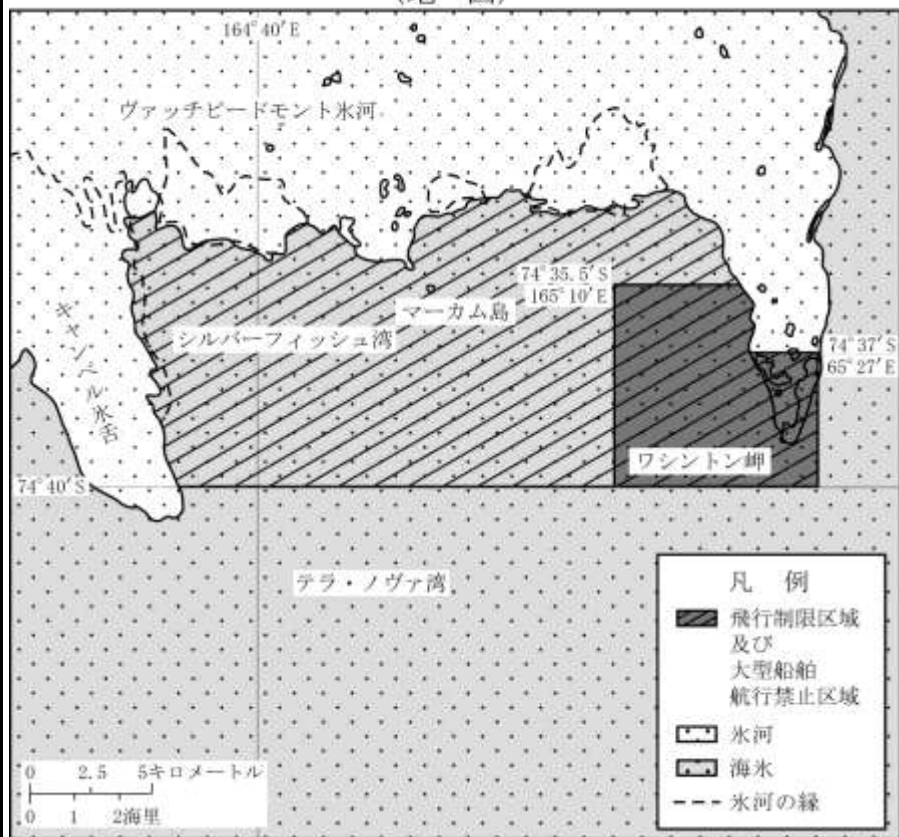 164°40′E
ヴァッチピードモント氷河
74°35.5′S
165°10′E
マーカム島
シルバーフィッシュ湾
キャンベル氷舌
74°37′S
65°27′E
ワシントン岬
74°40′S
テラ・ノヴァ湾
凡 例
飛行制限区域
及び
大型船舶
航行禁止区域
氷河
海氷
氷河の縁
0 2.5 5キロメートル
0 1 2海里